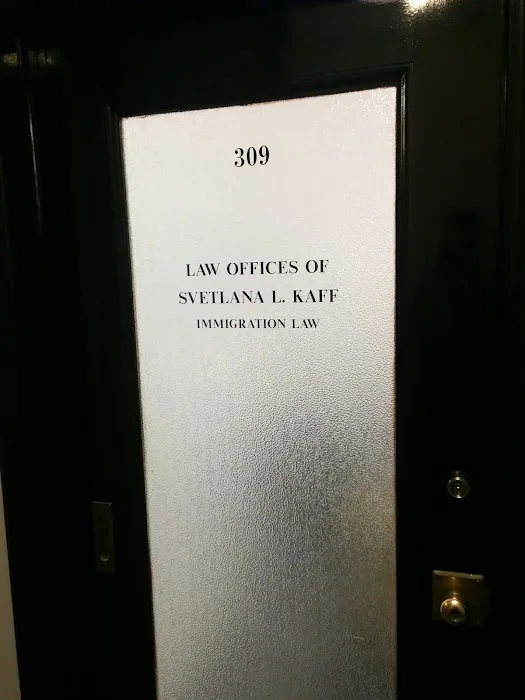 309
LAW OFFICES OF
SVETLANA L. KAFF
IMMIGRATION LAW